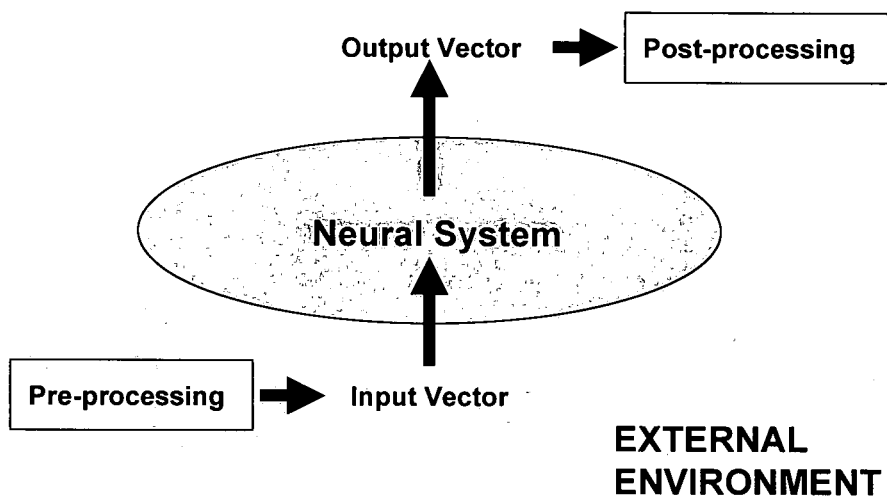 Output Vector
Post-processing
Neural System
Pre-processing
Input Vector
EXTERNAL
ENVIRONMENT